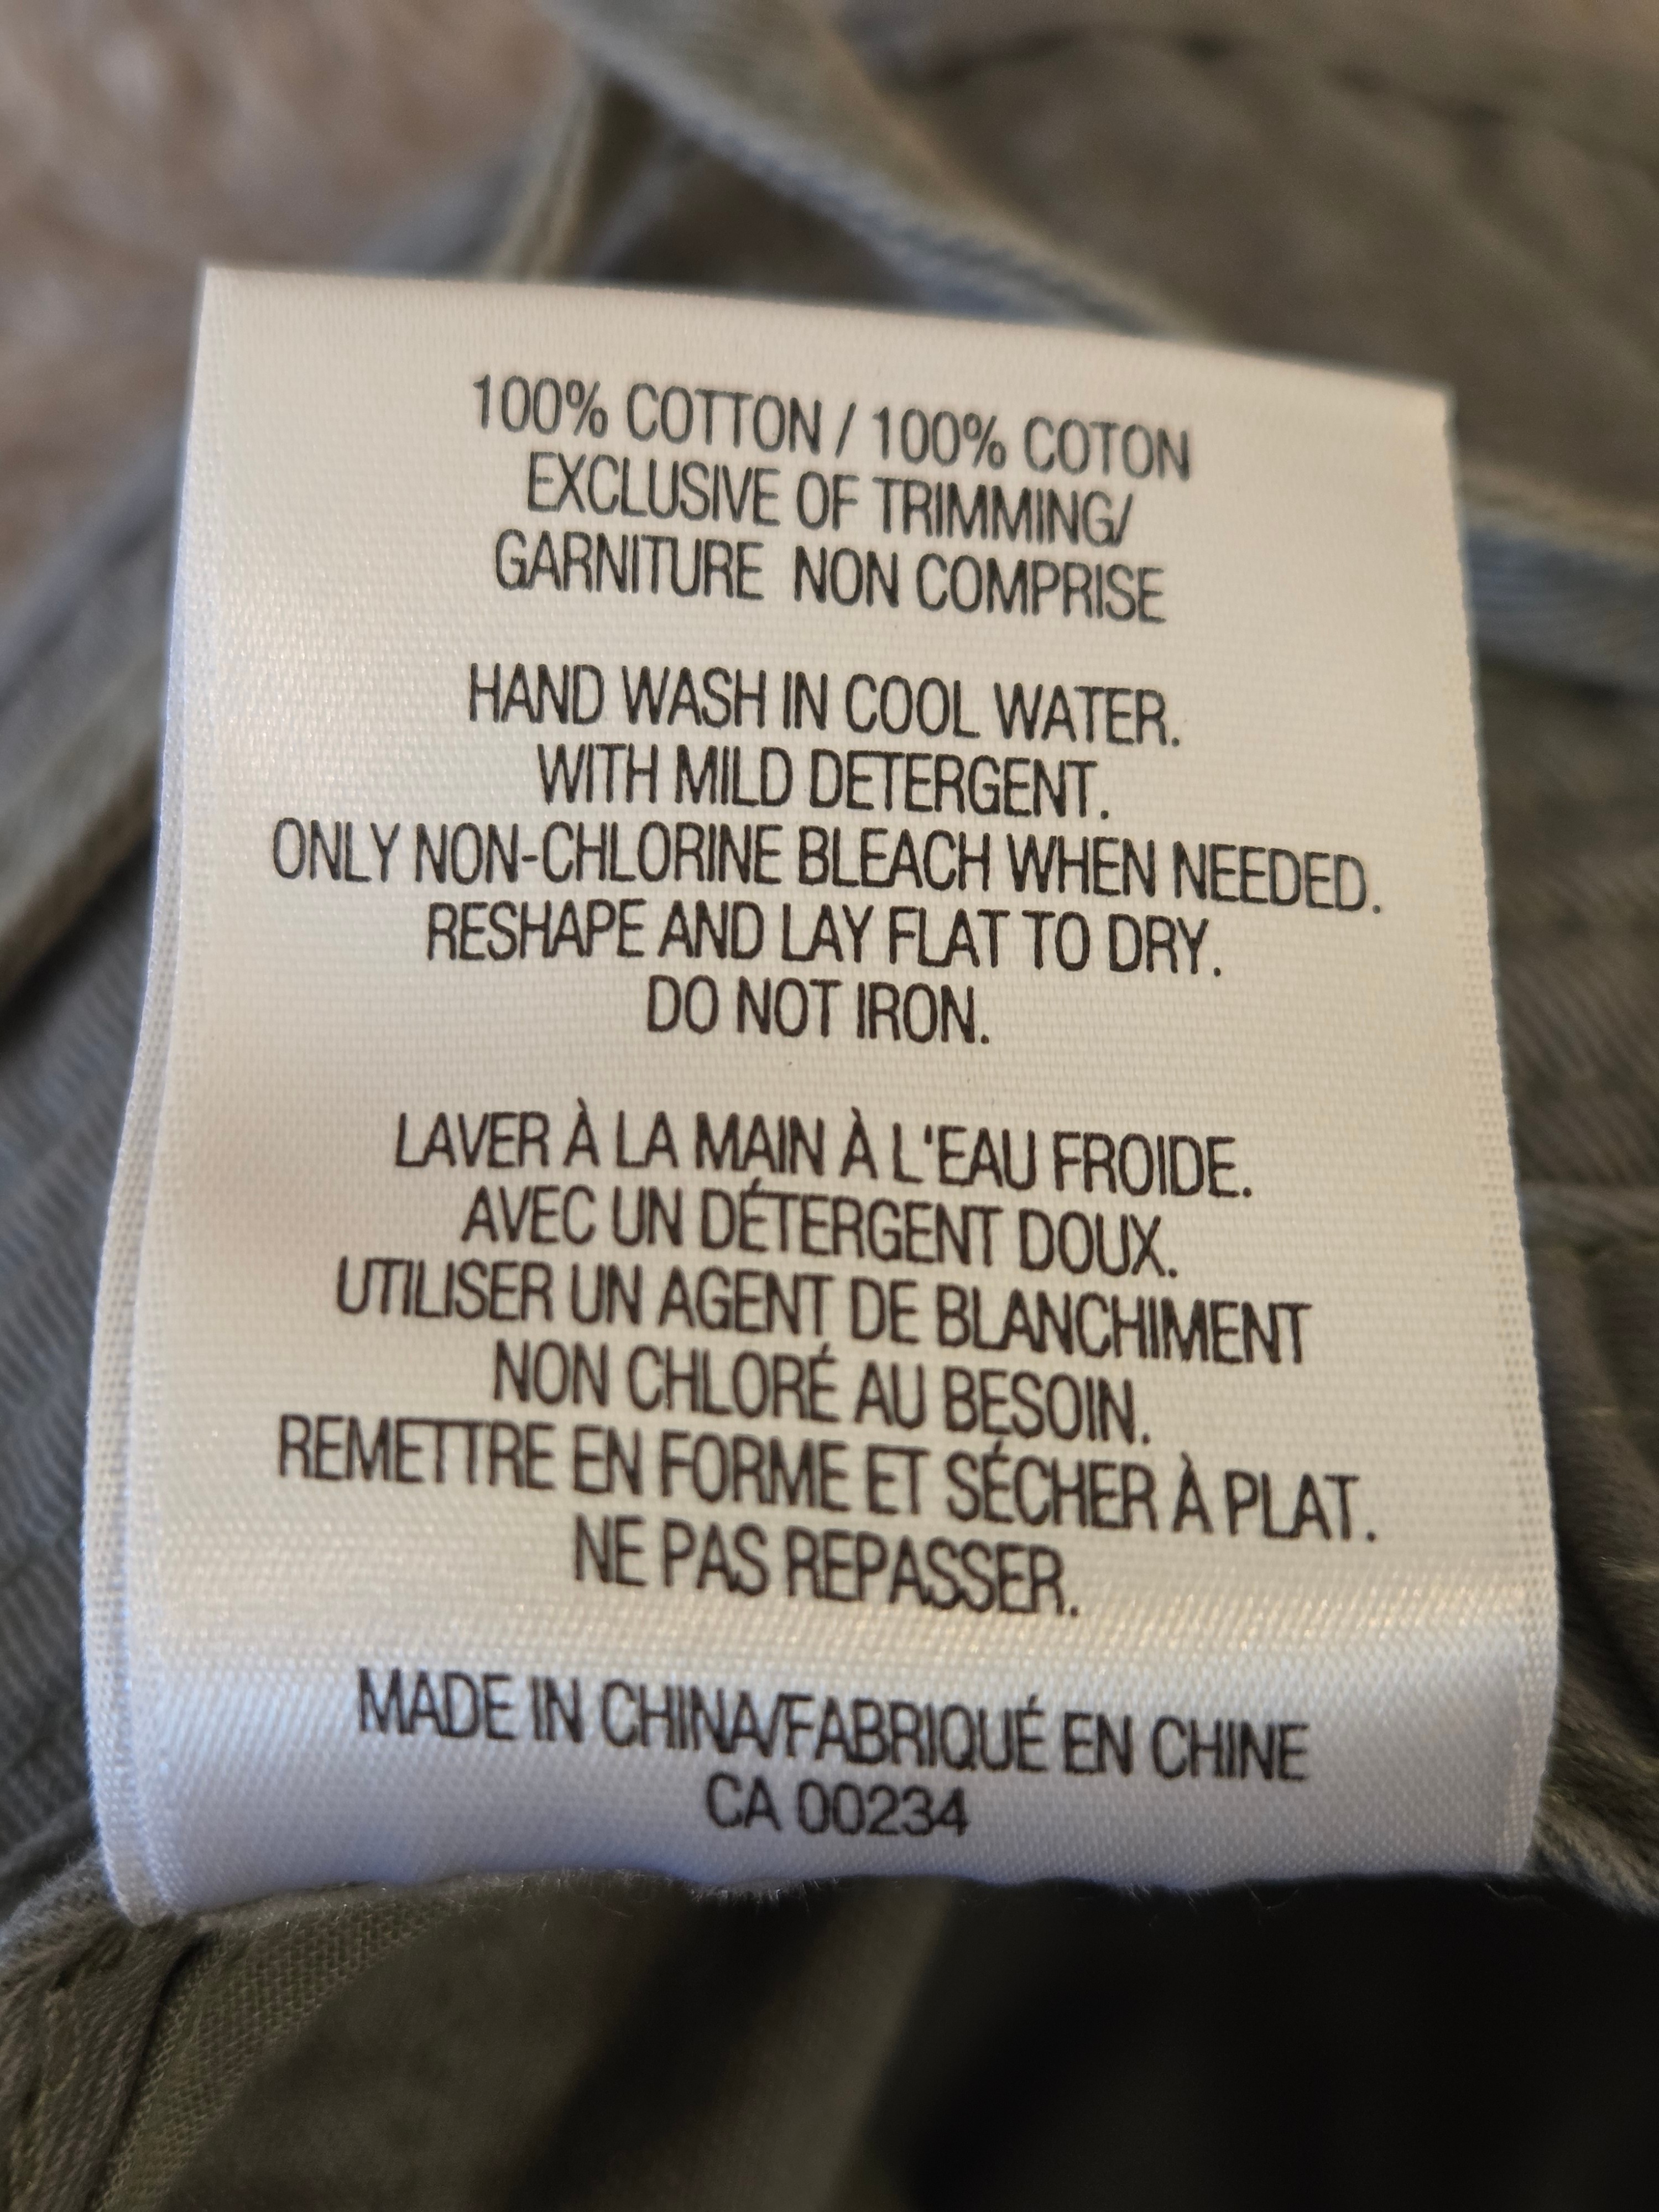 100% COTTON / 100% COTON
EXCLUSIVE OF TRIMMING/
GARNITURE NON COMPRISE
HAND WASH IN COOL WATER.
WITH MILD DETERGENT.
ONLY NON-CHLORINE BLEACH WHEN NEEDED.
RESHAPE AND LAY FLAT TO DRY.
DO NOT IRON.
LAVER À LA MAIN À L'EAU FROIDE.
AVEC UN DÉTERGENT DOUX.
UTILISER UN AGENT DE BLANCHIMENT
NON CHLORÉ AU BESOIN.
REMETTRE EN FORME ET SÉCHER À PLAT.
NE PAS REPASSER.
MADE IN CHINA/FABRIQUÉ EN CHINE
CA 00234